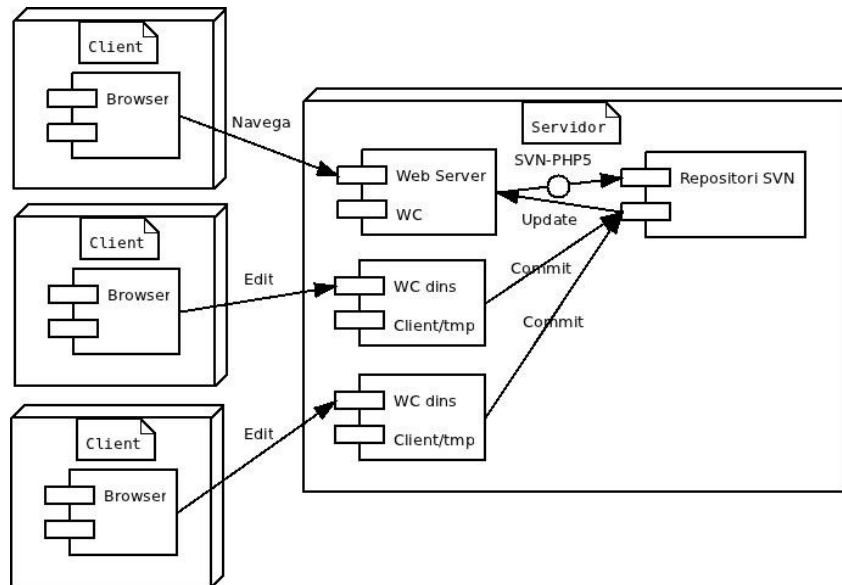 Client
Browser
Navega
Servidor
SVN-PHP5
Web Server
WC
Repositori SVN
Update
Client
Browser
Edit
WC dins
Client/tmp
Commit
Commit
Client
Browser
Edit
WC dins
Client/tmp